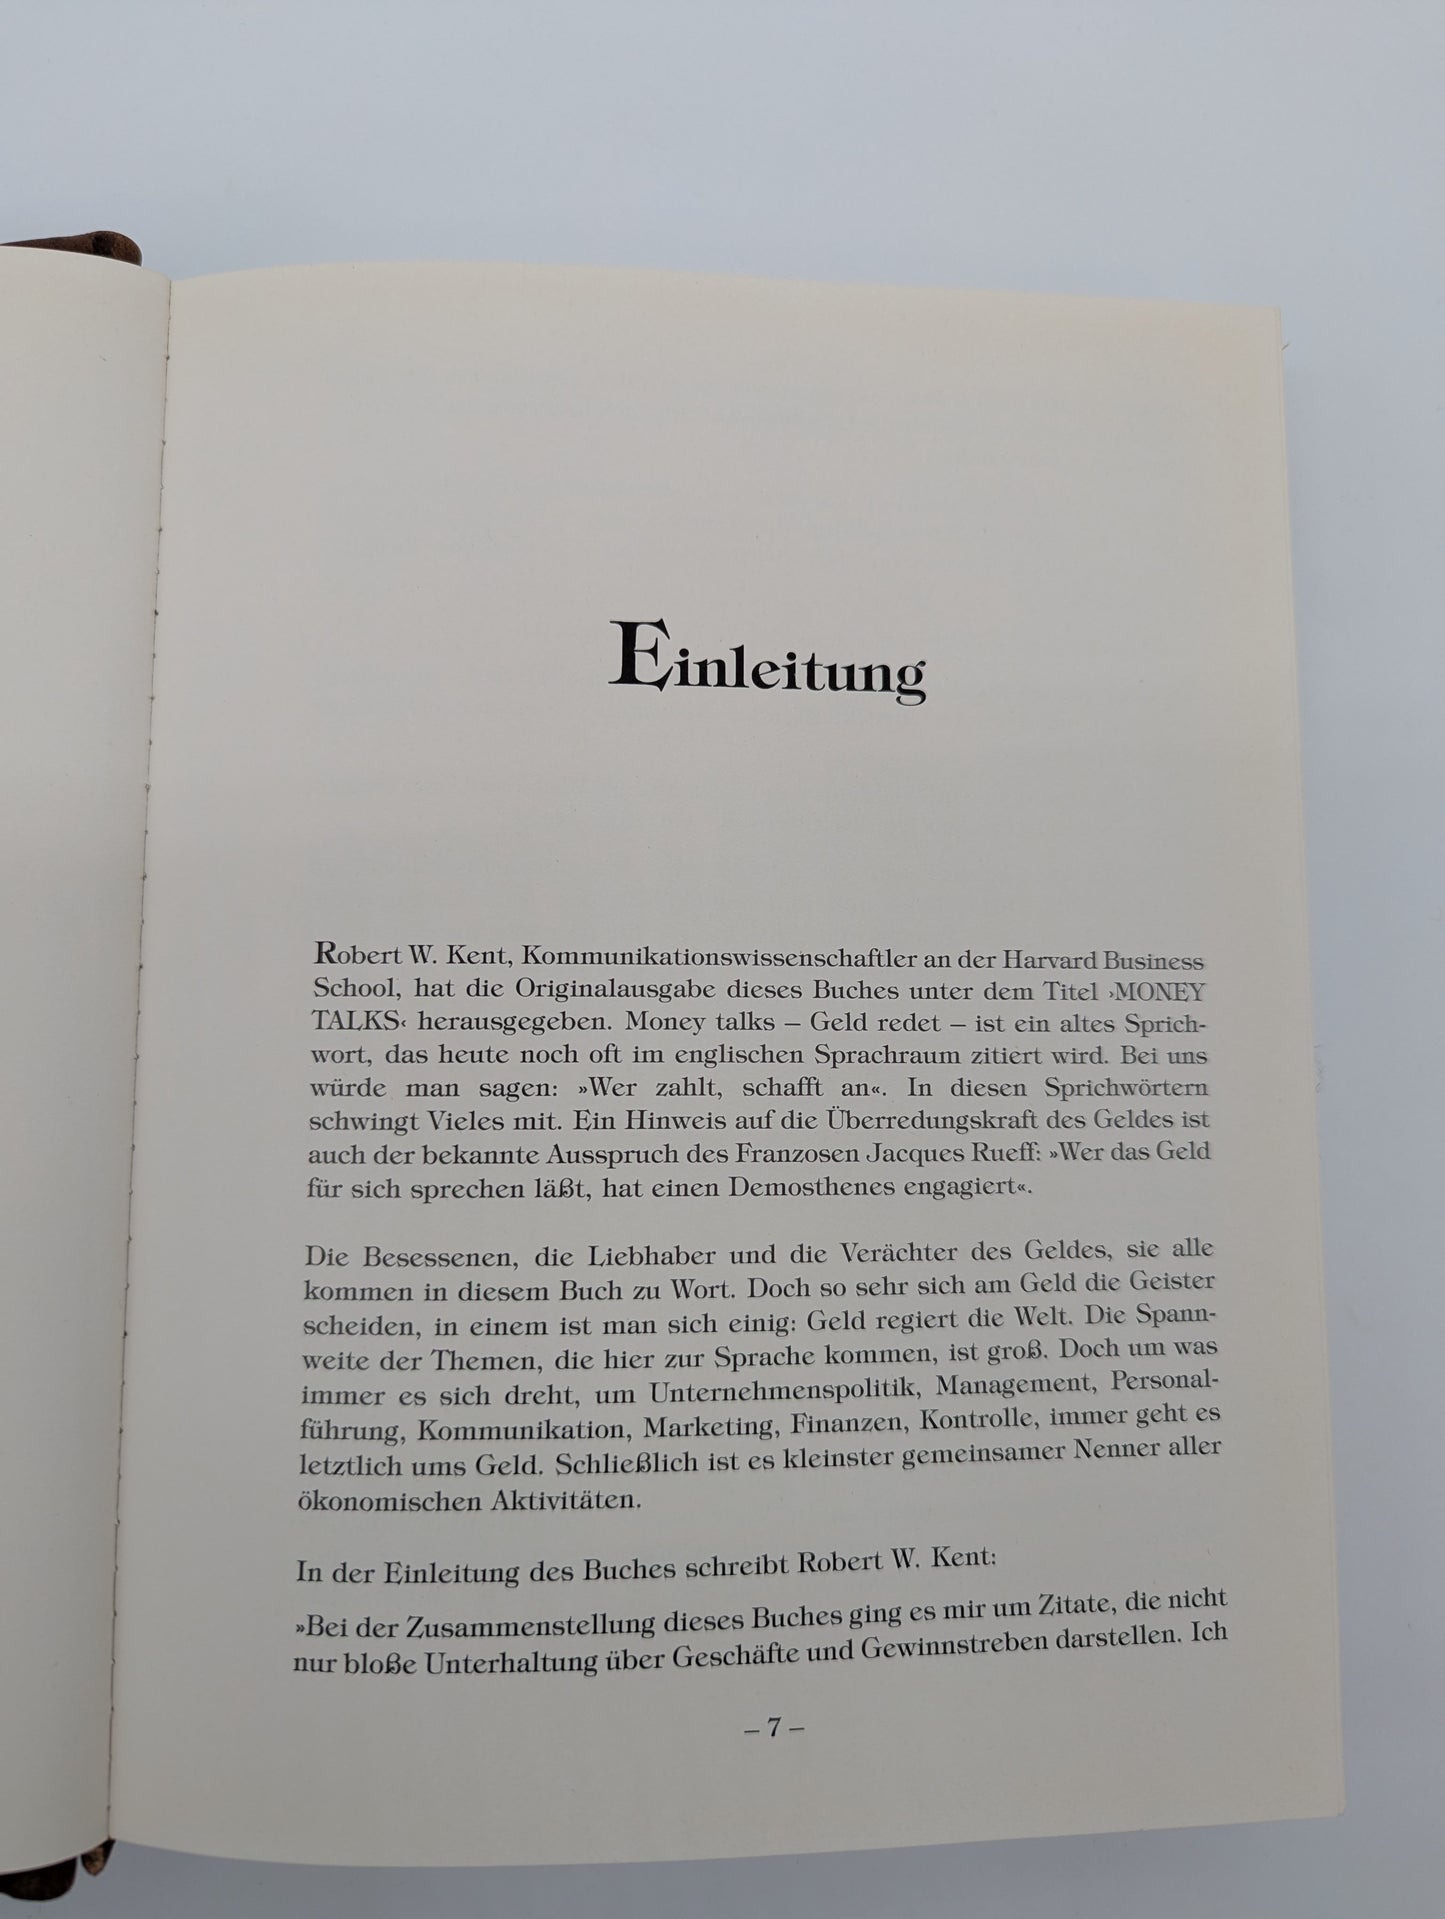 Einleitung
Robert W. Kent, Kommunikationswissenschaftler an der Harvard Business
School, hat die Originalausgabe dieses Buches unter dem Titel ›MONEY
TALKS‹ herausgegeben. Money talks – Geld redet – ist ein altes Sprich-
wort, das heute noch oft im englischen Sprachraum zitiert wird. Bei uns
würde man sagen: »Wer zahlt, schafft an«. In diesen Sprichwörtern
schwingt Vieles mit. Ein Hinweis auf die Überredungskraft des Geldes ist
auch der bekannte Ausspruch des Franzosen Jacques Rueff: »Wer das Geld
für sich sprechen läßt, hat einen Demosthenes engagiert«.
Die Besessenen, die Liebhaber und die Verächter des Geldes, sie alle
kommen in diesem Buch zu Wort. Doch so sehr sich am Geld die Geister
scheiden, in einem ist man sich einig: Geld regiert die Welt. Die Spann-
weite der Themen, die hier zur Sprache kommen, ist groß. Doch um was
immer es sich dreht, um Unternehmenspolitik, Management, Personal-
führung, Kommunikation, Marketing, Finanzen, Kontrolle, immer geht es
letztlich ums Geld. Schließlich ist es kleinster gemeinsamer Nenner aller
ökonomischen Aktivitäten.
In der Einleitung des Buches schreibt Robert W. Kent:
»Bei der Zusammenstellung dieses Buches ging es mir um Zitate, die nicht
nur bloße Unterhaltung über Geschäfte und Gewinnstreben darstellen. Ich
– 7 –